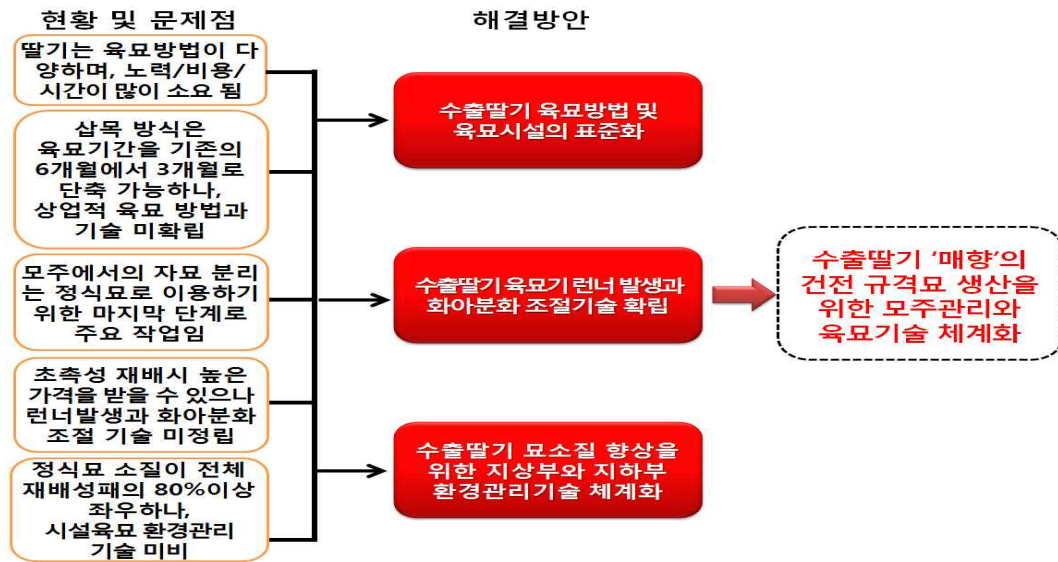 현황 및 문제점
딸기는 육묘방법이 다
양하며, 노력/비용/
시간이 많이 소요 됨
삽목 방식은
육묘기간을 기존의
6개월에서 3개월로
단축 가능하나,
상업적 육묘 방법과
기술 미확립
모주에서의 자묘 분리
는 정식묘로 이용하기
위한 마지막 단계로
주요 작업임
초촉성 재배시 높은
가격을 받을 수 있으나
런너발생과 화아분화
조절 기술 미정립
정식묘 소질이 전체
재배성패의 80%이상
좌우하나,
시설육묘 환경관리
기술 미비
해결방안
수출딸기 육묘방법 및
육묘시설의 표준화
수출딸기 육묘기 런너 발생과
화아분화 조절기술 확립
수출딸기 묘소질 향상을
위한 지상부와 지하부
환경관리기술 체계화
수출딸기 ‘매향’의
건전 규격묘 생산을
위한 모주관리와
육묘기술 체계화